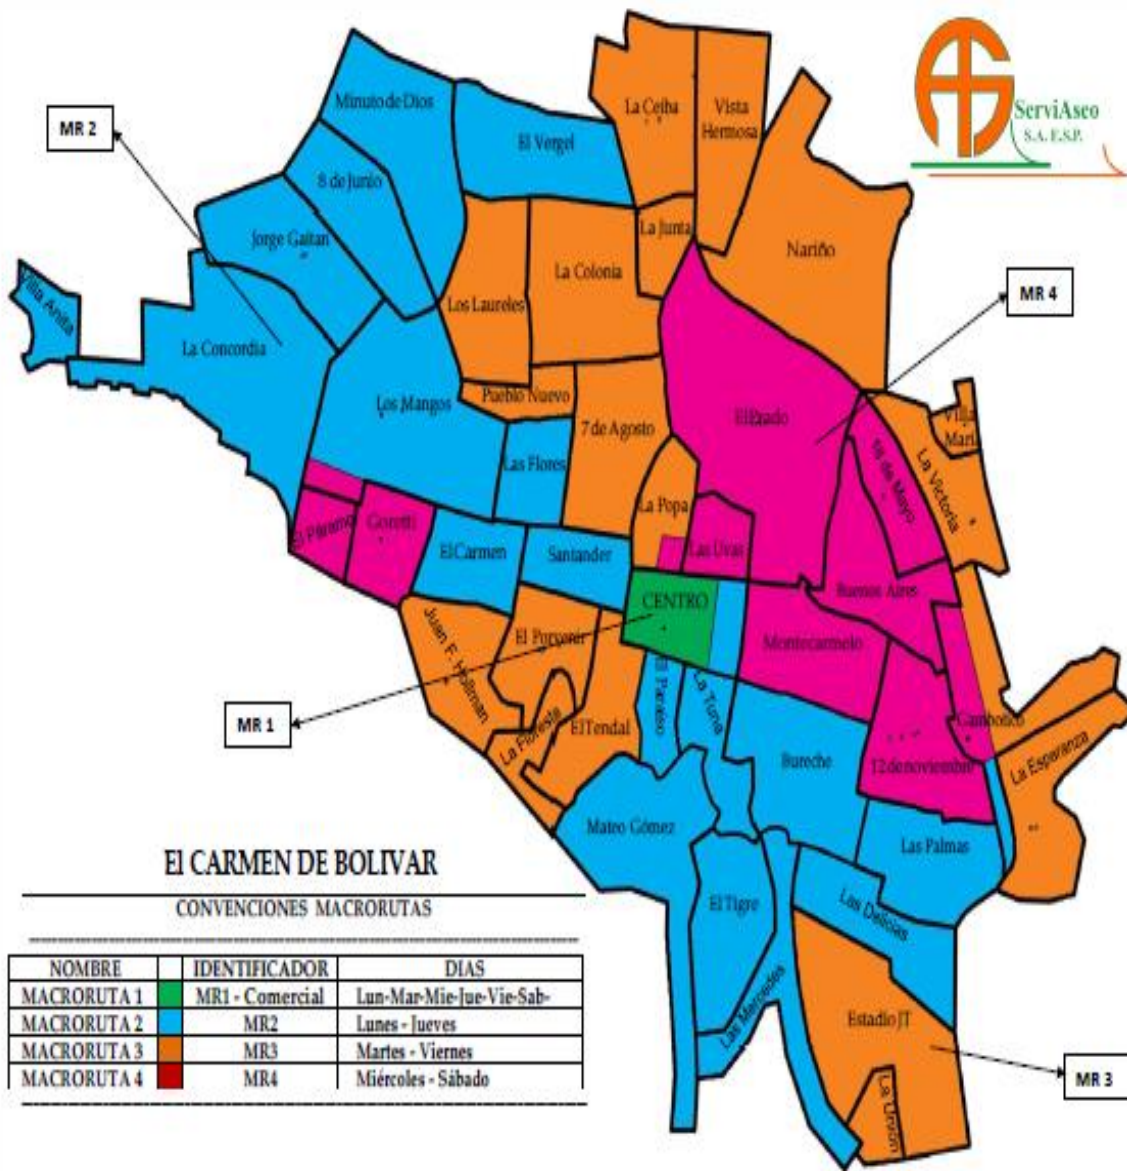 ServiAseo
S.A. E.S.P.
MR 2
Minuto de Dios
La Ceiba
Vista
Hermosa
El Vergel
8 de Junio
Jorge Gaitan
La Junta
Nariño
La Colonia
Villa Anita
Los Laureles
MR 4
La Concordia
Pueblo Nuevo
Los Mangos
7 de Agosto
El Prado
Villa
Mari
La Victoria
Las Flores
de Mayo
La Popa
El Paramo
Goretti
El Carmen
Santander
Las Uvas
Buenos Aires
CENTRO
Juan F. Hollman
El Porvenir
Montecarmelo
El Paraiso
La Tuna
MR 1
La Floresta
El Tendal
Gambotico
La Esperanza
Bureche
12 de noviembre
Mateo Gómez
Las Palmas
El Tigre
Las Delicias
Las Mercedes
Estadio JT
MR 3
La Union
El CARMEN DE BOLIVAR
CONVENCIONES MACRORUTAS
NOMBRE IDENTIFICADOR DIAS
MACRORUTA 1 MR1 - Comercial Lun-Mar-Mie-Jue-Vie-Sab-
MACRORUTA 2 MR2 Lunes - Jueves
MACRORUTA 3 MR3 Martes - Viernes
MACRORUTA 4 MR4 Miércoles - Sábado